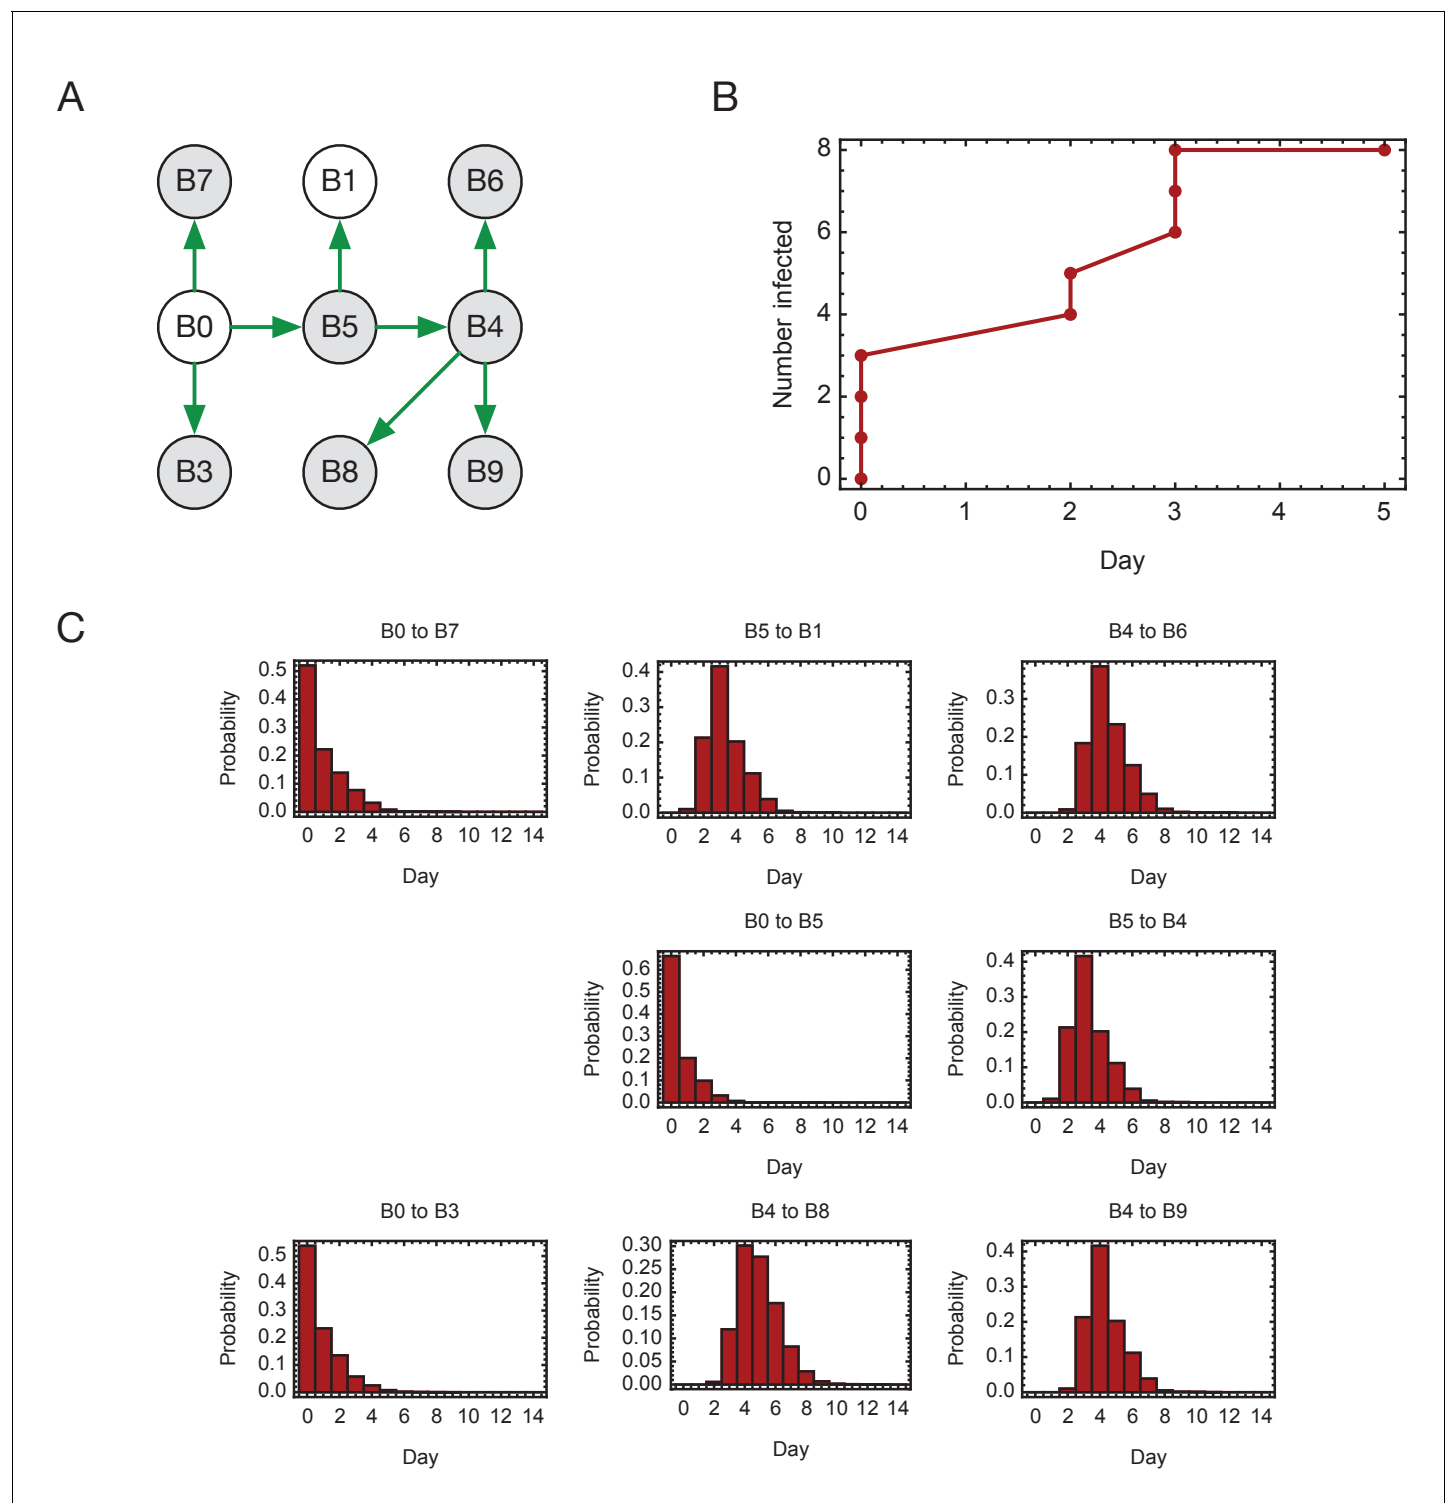 A
B7 B1 B6
B0 B5 B4
B3 B8 B9
B
Number infected
8
6
4
2
0
0 1 2 3 4 5
Day
C
B0 to B7
Probability
0.5
0.4
0.3
0.2
0.1
0.0
0 2 4 6 8 10 12 14
Day
B5 to B1
Probability
0.4
0.3
0.2
0.1
0.0
0 2 4 6 8 10 12 14
Day
B4 to B6
Probability
0.3
0.2
0.1
0.0
0 2 4 6 8 10 12 14
Day
B0 to B5
Probability
0.6
0.5
0.4
0.3
0.2
0.1
0.0
0 2 4 6 8 10 12 14
Day
B5 to B4
Probability
0.4
0.3
0.2
0.1
0.0
0 2 4 6 8 10 12 14
Day
B0 to B3
Probability
0.5
0.4
0.3
0.2
0.1
0.0
0 2 4 6 8 10 12 14
Day
B4 to B8
Probability
0.30
0.25
0.20
0.15
0.10
0.05
0.00
0 2 4 6 8 10 12 14
Day
B4 to B9
Probability
0.4
0.3
0.2
0.1
0.0
0 2 4 6 8 10 12 14
Day